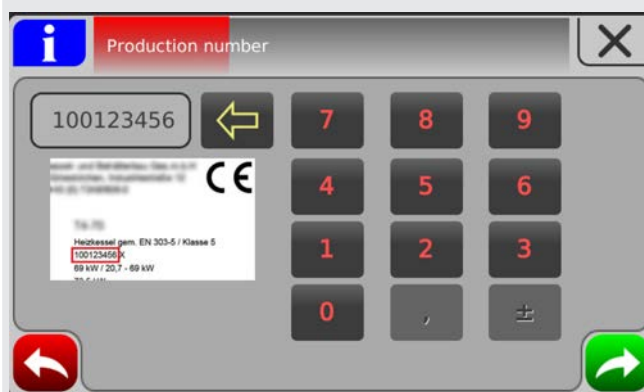 i
Production number
X
100123456
7 8 9
CE
4 5 6
Heizkessel gem. EN 303-5 / Klasse 5
100123456 X
69 kW / 20,7 - 69 kW
1 2 3
0 , ±